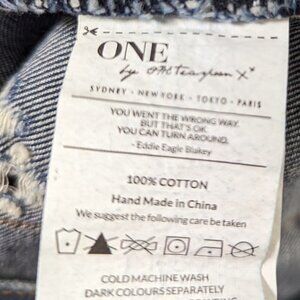 ONE
by One Teaspoon X
SYDNEY · NEW YORK · TOKYO · PARIS
YOU WENT THE WRONG WAY
BUT THAT'S OK
YOU CAN TURN AROUND.
- Eddie Eagle Blakey
100% COTTON
Hand Made in China
We suggest the following care be taken
COLD MACHINE WASH
DARK COLOURS SEPARATELY